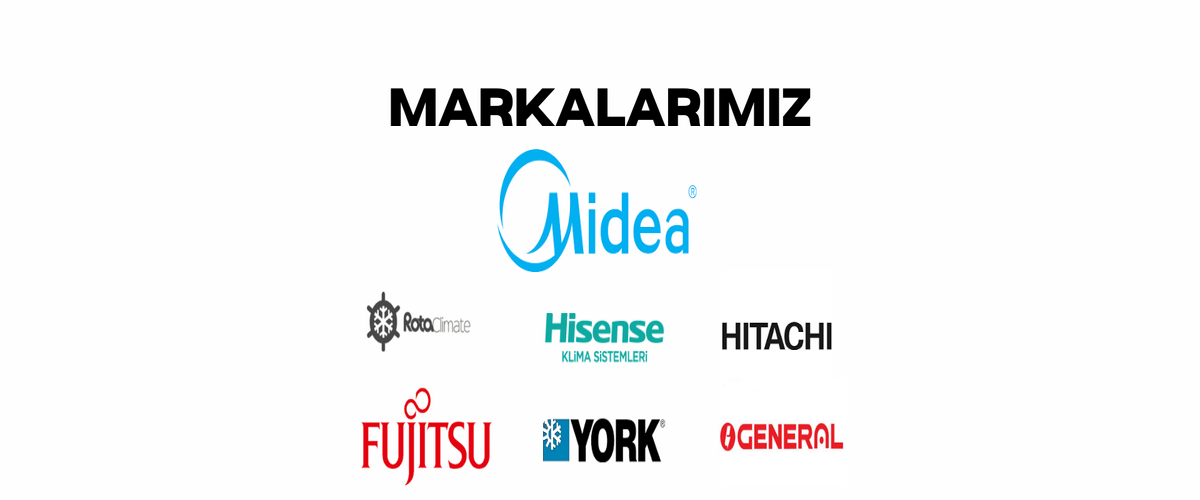 MARKALARIMIZ
Midea®
RotaClimate
Hisense
KLİMA SİSTEMLERİ
HITACHI
FUJITSU
YORK®
GENERAL